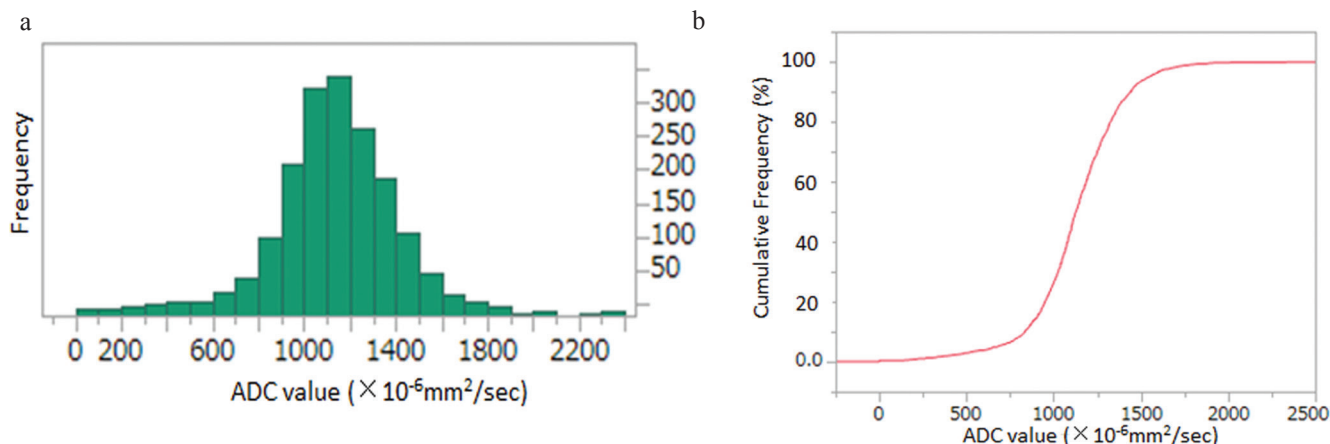 a
Frequency
300
250
200
150
100
50
0 200 600 1000 1400 1800 2200
ADC value (×10⁻⁶mm²/sec)
b
Cumulative Frequency (%)
100
80
60
40
20
0.0
0 500 1000 1500 2000 2500
ADC value (×10⁻⁶mm²/sec)